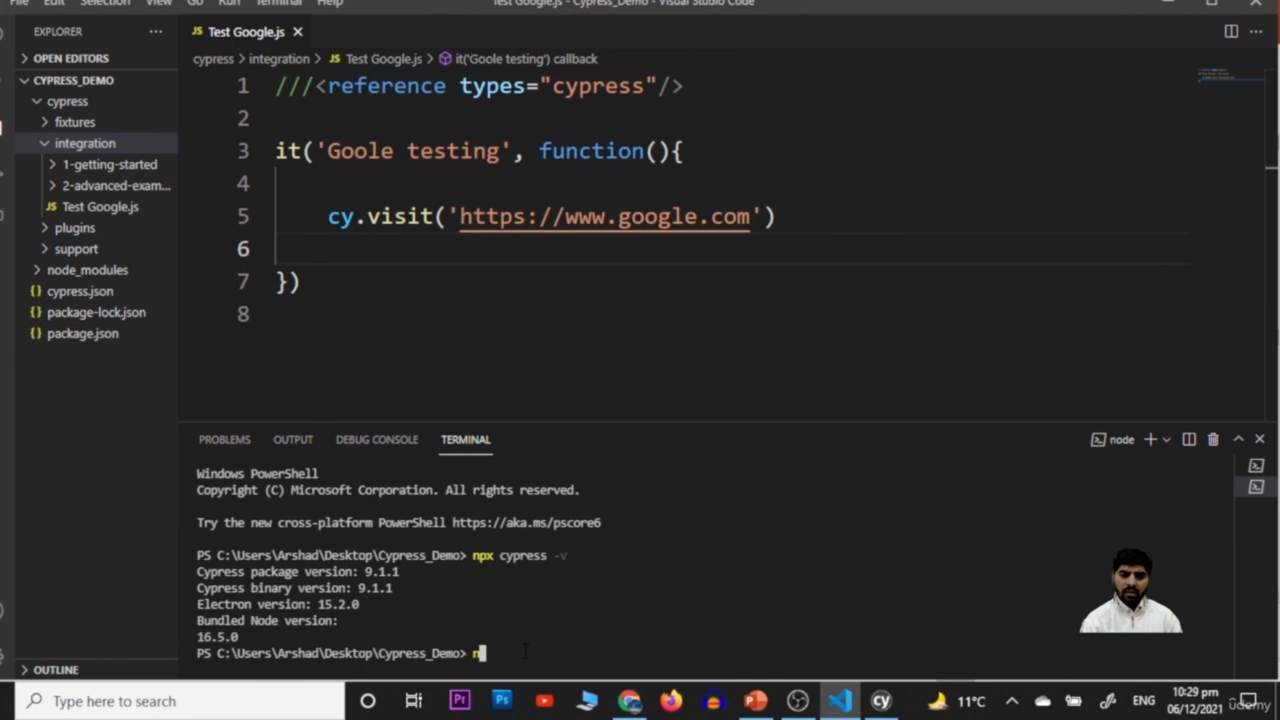 File Edit Selection View Go Run Terminal Help Test Google.js - Cypress_Demo - Visual Studio Code
EXPLORER
JS Test Google.js
OPEN EDITORS
cypress > integration > JS Test Google.js > it('Goole testing') callback
CYPRESS_DEMO
cypress
fixtures
integration
1-getting-started
2-advanced-exam...
JS Test Google.js
plugins
support
node_modules
{} cypress.json
{} package-lock.json
{} package.json
OUTLINE
1 ///<reference types="cypress"/>
2
3 it('Goole testing', function(){
4
5 cy.visit('https://www.google.com')
6
7 })
8
PROBLEMS OUTPUT DEBUG CONSOLE TERMINAL
node
Windows PowerShell
Copyright (C) Microsoft Corporation. All rights reserved.
Try the new cross-platform PowerShell https://aka.ms/pscore6
PS C:\Users\Arshad\Desktop\Cypress_Demo> npx cypress -v
Cypress package version: 9.1.1
Cypress binary version: 9.1.1
Electron version: 15.2.0
Bundled Node version:
16.5.0
PS C:\Users\Arshad\Desktop\Cypress_Demo> n
Type here to search
Pr
Ps
cy
11°C
ENG
10:29 pm
06/12/2021
ûdemy